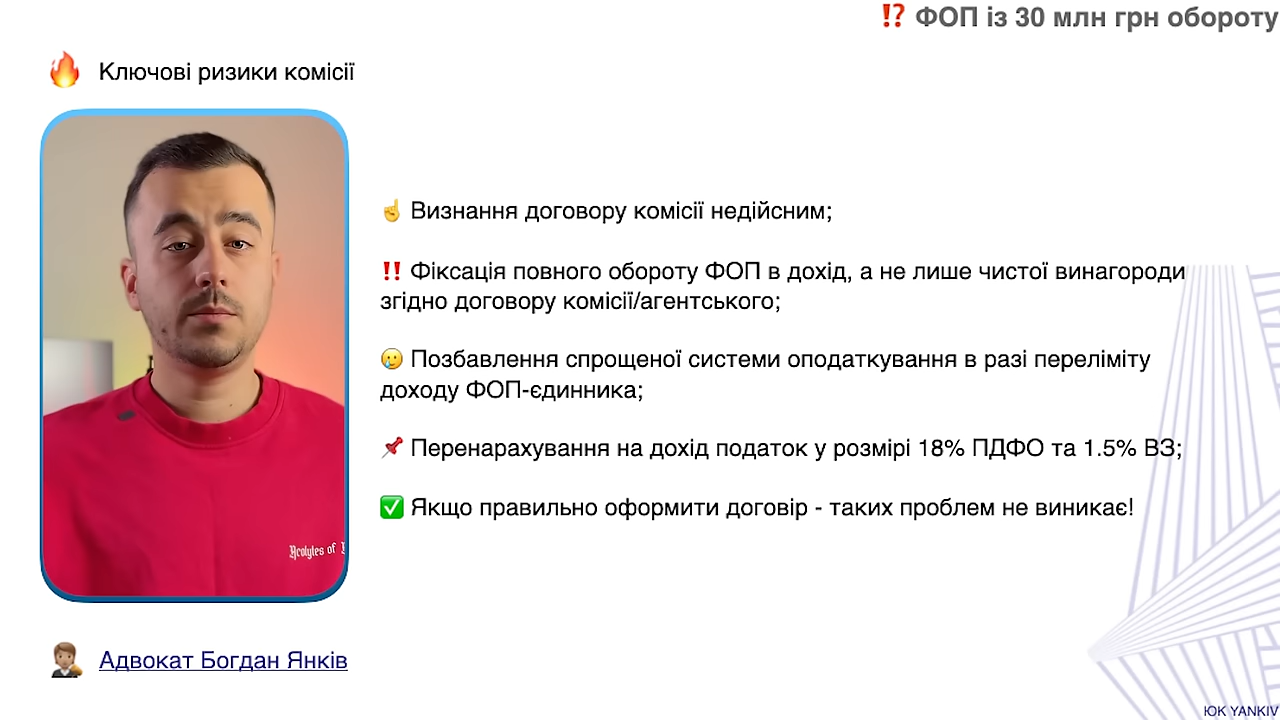 ⁉️ ФОП із 30 млн грн обороту
🔥 Ключові ризики комісії
☝️ Визнання договору комісії недійсним;
‼️ Фіксація повного обороту ФОП в дохід, а не лише чистої винагороди
згідно договору комісії/агентського;
🥲 Позбавлення спрощеної системи оподаткування в разі переліміту
доходу ФОП-єдинника;
📌 Перенарахування на дохід податок у розмірі 18% ПДФО та 1.5% ВЗ;
✅ Якщо правильно оформити договір - таких проблем не виникає!
Acolytes of
Адвокат Богдан Янків
ЮК YANKIV